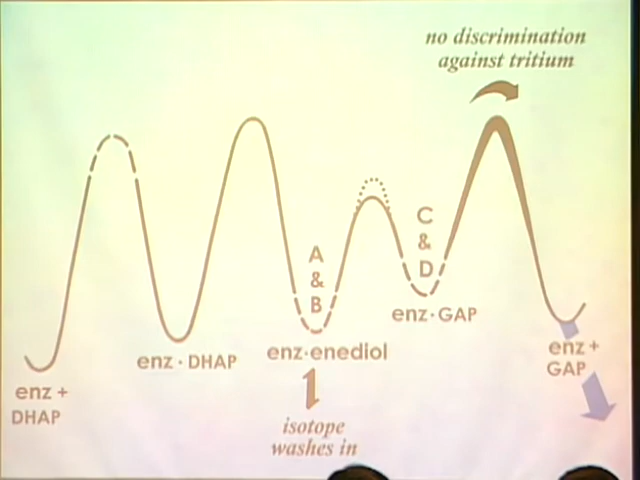 no discrimination
against tritium
A
&
B
C
&
D
enz +
DHAP
enz · DHAP
enz·enediol
enz·GAP
enz +
GAP
isotope
washes in